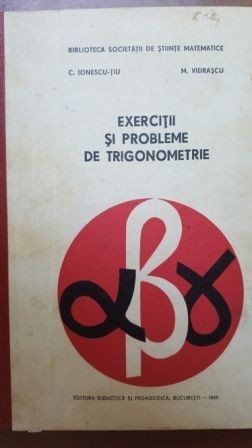 BIBLIOTECA SOCIETĂȚII DE ȘTIINȚE MATEMATICE
C. IONESCU-ȚIU M. VIDRAȘCU
EXERCIȚII
ȘI PROBLEME
DE TRIGONOMETRIE
α β γ
EDITURA DIDACTICĂ ȘI PEDAGOGICĂ, BUCUREȘTI — 1969